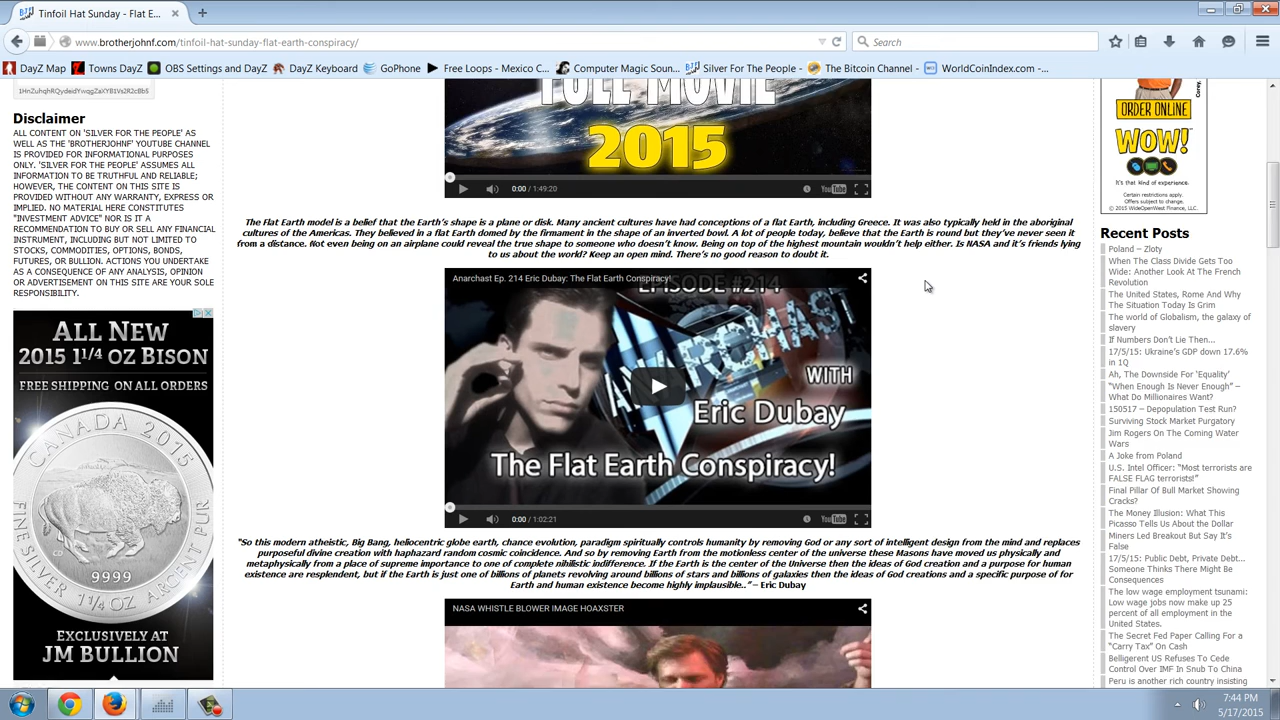 Tinfoil Hat Sunday - Flat E...
www.brotherjohnf.com/tinfoil-hat-sunday-flat-earth-conspiracy/
Search
DayZ Map
Towns DayZ
OBS Settings and DayZ
DayZ Keyboard
GoPhone
Free Loops - Mexico C...
Computer Magic Soun...
Silver For The People -
The Bitcoin Channel -
WorldCoinIndex.com -...
Disclaimer
ALL CONTENT ON 'SILVER FOR THE PEOPLE' AS
WELL AS THE 'BROTHERJOHNF' YOUTUBE CHANNEL
IS PROVIDED FOR INFORMATIONAL PURPOSES
ONLY. 'SILVER FOR THE PEOPLE' ASSUMES ALL
INFORMATION TO BE TRUTHFUL AND RELIABLE;
HOWEVER, THE CONTENT ON THIS SITE IS
PROVIDED WITHOUT ANY WARRANTY, EXPRESS OR
IMPLIED. NO MATERIAL HERE CONSTITUTES
"INVESTMENT ADVICE" NOR IS IT A
RECOMMENDATION TO BUY OR SELL ANY
FINANCIAL INSTRUMENT, INCLUDING BUT NOT LIMITED
TO STOCKS, COMMODITIES, OPTIONS, BONDS,
FUTURES, OR BULLION. ACTIONS YOU UNDERTAKE
AS A CONSEQUENCE OF ANY ANALYSIS, OPINION
OR ADVERTISEMENT ON THIS SITE ARE YOUR SOLE
RESPONSIBILITY.
ALL NEW
2015 1¼ OZ BISON
FREE SHIPPING ON ALL ORDERS
CANADA 2015
FINE SILVER
ARGENT PUR
CD
9999
1 1/4 OZ
EXCLUSIVELY AT
JM BULLION
FULL MOVIE
2015
0:00 / 1:49:20
YouTube
The Flat Earth model is a belief that the Earth's shape is a plane or disk. Many ancient cultures have had conceptions of a flat Earth, including Greece. It was also typically held in the aboriginal
cultures of the Americas. They believed in a flat Earth domed by the firmament in the shape of an inverted bowl. A lot of people today, believe that the Earth is round but they've never seen it
from a distance. Not even being on an airplane could reveal the true shape to someone who doesn't know. Being on top of the highest mountain wouldn't help either. Is NASA and it's friends lying
to us about the world? Keep an open mind. There's no good reason to doubt it.
Anarchast Ep. 214 Eric Dubay: The Flat Earth Conspiracy!
EPISODE #214
WITH
Eric Dubay
The Flat Earth Conspiracy!
0:00 / 1:02:21
YouTube
"So this modern atheistic, Big Bang, heliocentric globe earth, chance evolution, paradigm spiritually controls humanity by removing God or any sort of intelligent design from the mind and replaces
purposeful divine creation with haphazard random cosmic coincidence. And so by removing Earth from the motionless center of the universe these Masons have moved us physically and
metaphysically from a place of supreme importance to one of complete nihilistic indifference. If the Earth is the center of the Universe then the ideas of God creation and a purpose for human
existence are resplendent, but if the Earth is just one of billions of planets revolving around billions of stars and billions of galaxies then the ideas of God creations and a specific purpose of for
Earth and human existence become highly implausible.." – Eric Dubay
NASA WHISTLE BLOWER IMAGE HOAXSTER
ORDER ONLINE
WOW!
It's that kind of experience.
Certain restrictions apply.
Offers subject to change.
© 2015 WideOpenWest Finance, LLC.
Recent Posts
Poland – Zloty
When The Class Divide Gets Too
Wide: Another Look At The French
Revolution
The United States, Rome And Why
The Situation Today Is Grim
The world of Globalism, the galaxy of
slavery
If Numbers Don't Lie Then...
17/5/15: Ukraine's GDP down 17.6%
in 1Q
Ah, The Downside For 'Equality'
"When Enough Is Never Enough" –
What Do Millionaires Want?
150517 – Depopulation Test Run?
Surviving Stock Market Purgatory
Jim Rogers On The Coming Water
Wars
A Joke from Poland
U.S. Intel Officer: "Most terrorists are
FALSE FLAG terrorists!"
Final Pillar Of Bull Market Showing
Cracks?
The Money Illusion: What This
Picasso Tells Us About the Dollar
Miners Led Breakout But Say It's
False
17/5/15: Public Debt, Private Debt...
Someone Thinks There Might Be
Consequences
The low wage employment tsunami:
Low wage jobs now make up 25
percent of all employment in the
United States.
The Secret Fed Paper Calling For a
"Carry Tax" On Cash
Belligerent US Refuses To Cede
Control Over IMF In Snub To China
Peru is another rich country insisting
7:44 PM
5/17/2015